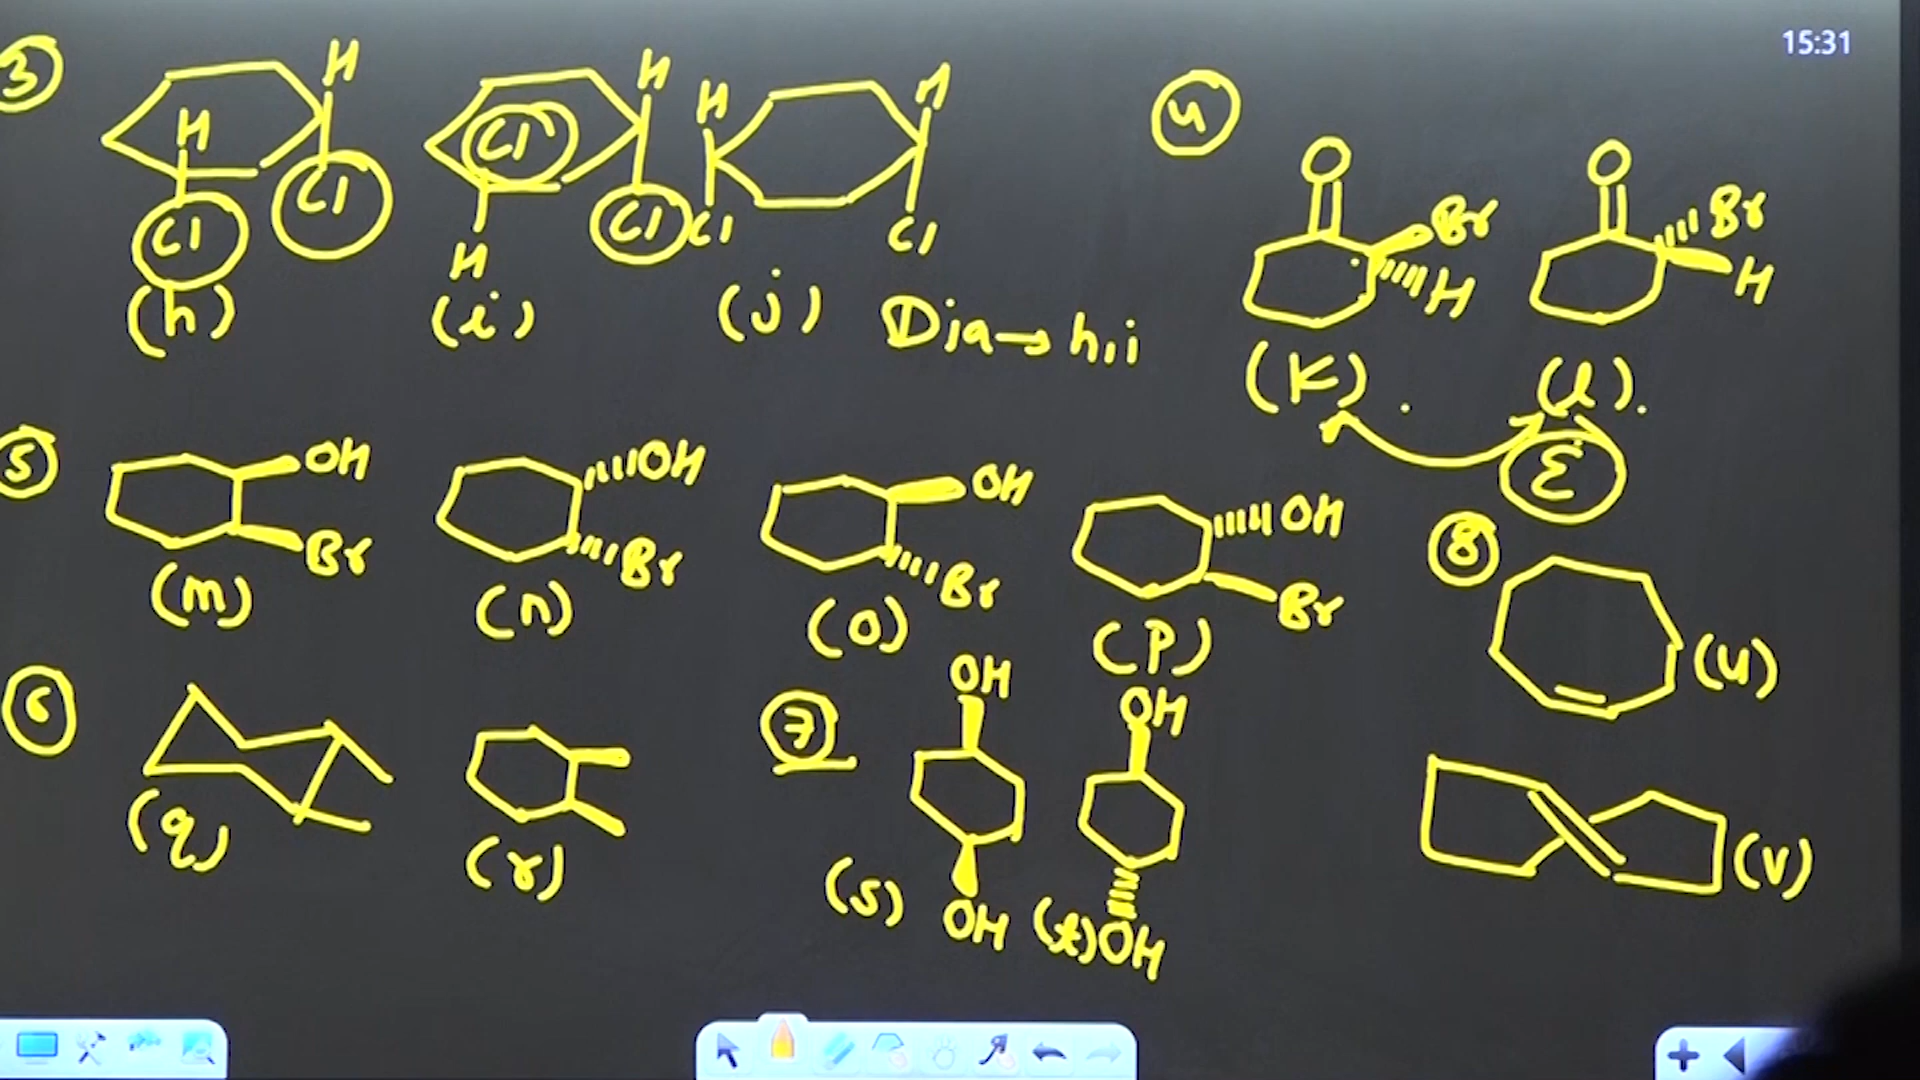 15:31
③ H H H H H
Cl Cl Cl Cl Cl Cl
H
(h) (i) (j) Dia→h,i
④ O O
Br H Br H
(K) (l)
E
⑤ OH OH OH OH
Br Br Br Br
(m) (n) (o) (P)
⑥ (q) (r)
⑦ OH OH
(s) OH (t) OH
⑧ (u)
(v)